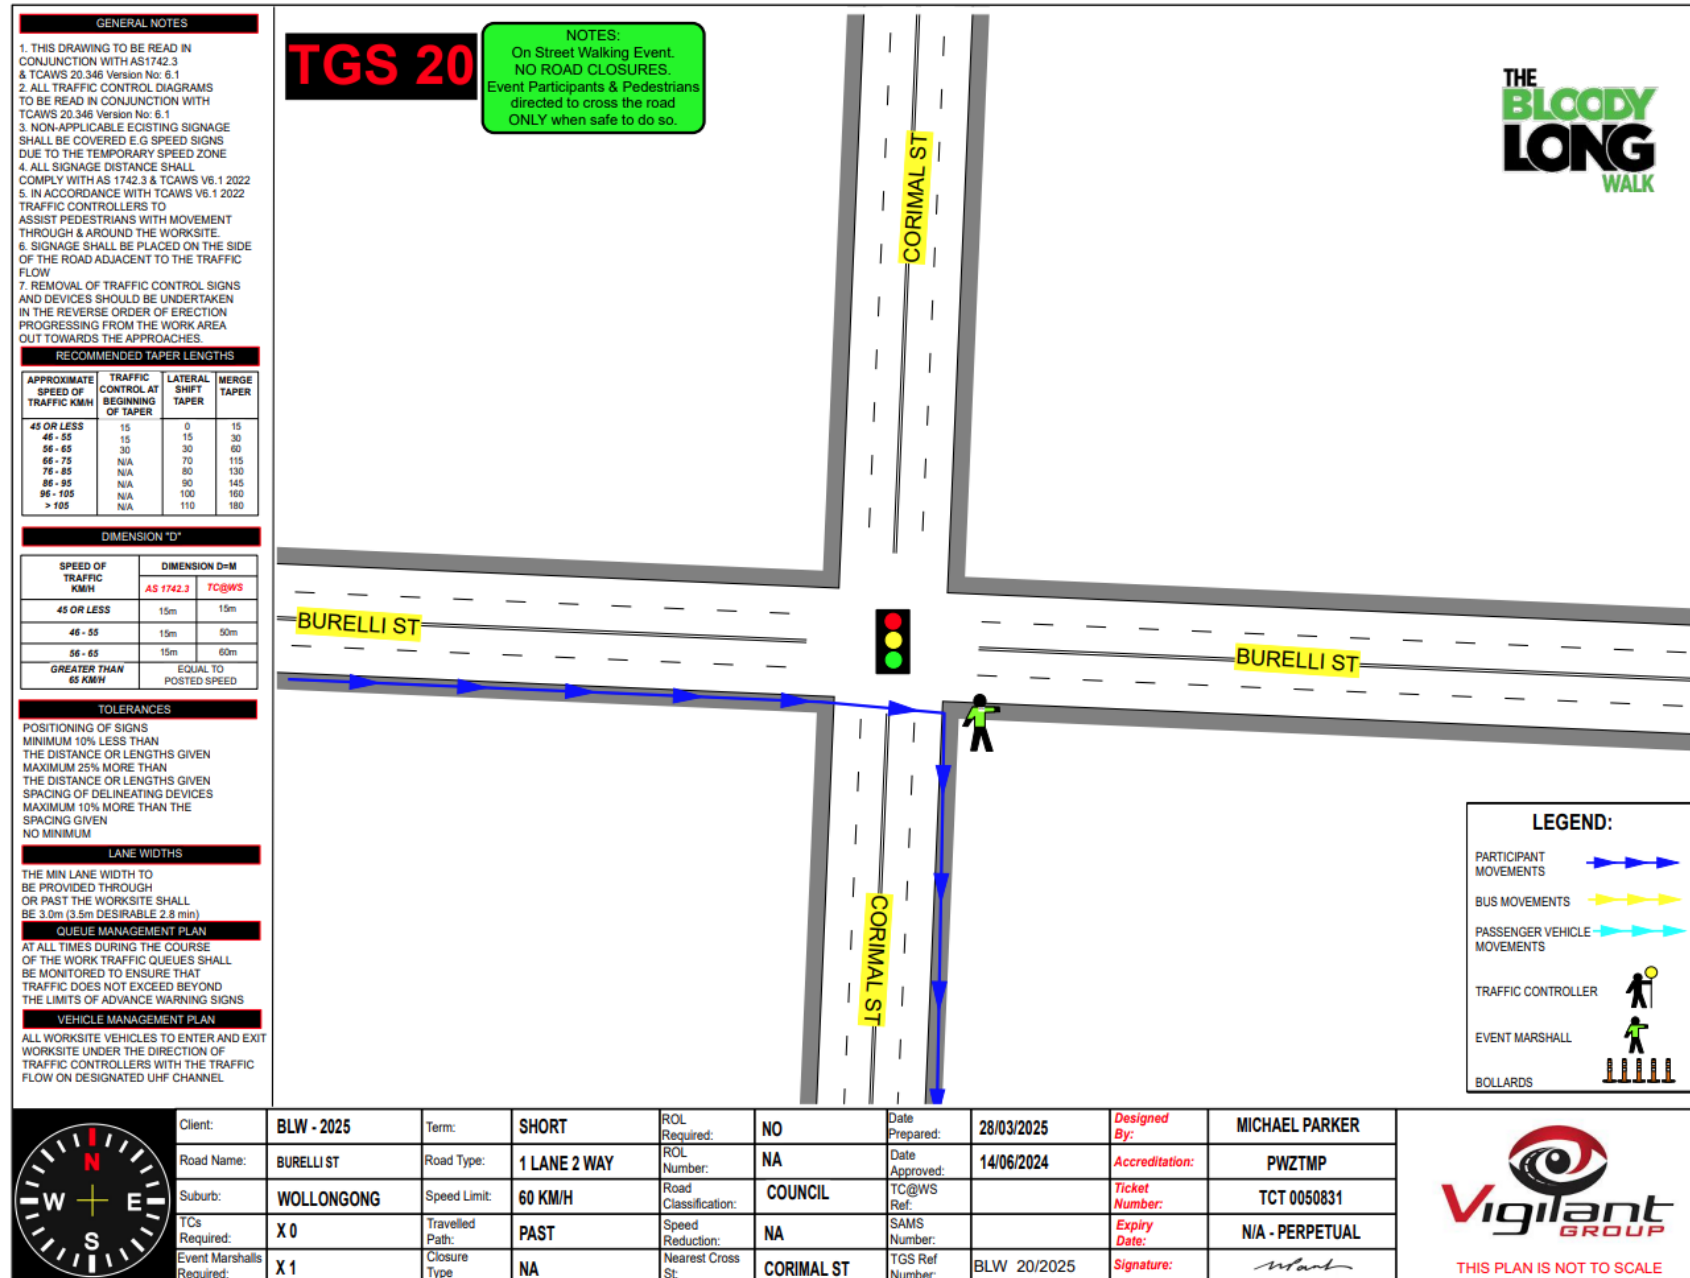 GENERAL NOTES
1. THIS DRAWING TO BE READ IN
CONJUNCTION WITH AS1742.3
& TCAWS 20.346 Version No: 6.1
2. ALL TRAFFIC CONTROL DIAGRAMS
TO BE READ IN CONJUNCTION WITH
TCAWS 20.346 Version No: 6.1
3. NON-APPLICABLE ECISTING SIGNAGE
SHALL BE COVERED E.G SPEED SIGNS
DUE TO THE TEMPORARY SPEED ZONE
4. ALL SIGNAGE DISTANCE SHALL
COMPLY WITH AS 1742.3 & TCAWS V6.1 2022
5. IN ACCORDANCE WITH TCAWS V6.1 2022
TRAFFIC CONTROLLERS TO
ASSIST PEDESTRIANS WITH MOVEMENT
THROUGH & AROUND THE WORKSITE.
6. SIGNAGE SHALL BE PLACED ON THE SIDE
OF THE ROAD ADJACENT TO THE TRAFFIC
FLOW
7. REMOVAL OF TRAFFIC CONTROL SIGNS
AND DEVICES SHOULD BE UNDERTAKEN
IN THE REVERSE ORDER OF ERECTION
PROGRESSING FROM THE WORK AREA
OUT TOWARDS THE APPROACHES.
RECOMMENDED TAPER LENGTHS
APPROXIMATE SPEED OF TRAFFIC KM/H TRAFFIC CONTROL AT BEGINNING OF TAPER LATERAL SHIFT TAPER MERGE TAPER
45 OR LESS 15 0 15
46 - 55 15 15 30
56 - 65 30 30 60
66 - 75 N/A 70 115
76 - 85 N/A 80 130
86 - 95 N/A 90 145
96 - 105 N/A 100 160
> 105 N/A 110 180
DIMENSION "D"
SPEED OF TRAFFIC KM/H DIMENSION D=M
AS 1742.3 TC@WS
45 OR LESS 15m 15m
46 - 55 15m 50m
56 - 65 15m 60m
GREATER THAN 65 KM/H EQUAL TO POSTED SPEED
TOLERANCES
POSITIONING OF SIGNS
MINIMUM 10% LESS THAN
THE DISTANCE OR LENGTHS GIVEN
MAXIMUM 25% MORE THAN
THE DISTANCE OR LENGTHS GIVEN
SPACING OF DELINEATING DEVICES
MAXIMUM 10% MORE THAN THE
SPACING GIVEN
NO MINIMUM
LANE WIDTHS
THE MIN LANE WIDTH TO
BE PROVIDED THROUGH
OR PAST THE WORKSITE SHALL
BE 3.0m (3.5m DESIRABLE 2.8 min)
QUEUE MANAGEMENT PLAN
AT ALL TIMES DURING THE COURSE
OF THE WORK TRAFFIC QUEUES SHALL
BE MONITORED TO ENSURE THAT
TRAFFIC DOES NOT EXCEED BEYOND
THE LIMITS OF ADVANCE WARNING SIGNS
VEHICLE MANAGEMENT PLAN
ALL WORKSITE VEHICLES TO ENTER AND EXIT
WORKSITE UNDER THE DIRECTION OF
TRAFFIC CONTROLLERS WITH THE TRAFFIC
FLOW ON DESIGNATED UHF CHANNEL
TGS 20
NOTES:
On Street Walking Event.
NO ROAD CLOSURES.
Event Participants & Pedestrians
directed to cross the road
ONLY when safe to do so.
THE
BLOODY
LONG
WALK
CORIMAL ST
BURELLI ST
BURELLI ST
CORIMAL ST
LEGEND:
PARTICIPANT
MOVEMENTS
BUS MOVEMENTS
PASSENGER VEHICLE
MOVEMENTS
TRAFFIC CONTROLLER
EVENT MARSHALL
BOLLARDS
N
W E
S
Client: BLW - 2025 Term: SHORT ROL Required: NO Date Prepared: 28/03/2025 Designed By: MICHAEL PARKER
Road Name: BURELLI ST Road Type: 1 LANE 2 WAY ROL Number: NA Date Approved: 14/06/2024 Accreditation: PWZTMP
Suburb: WOLLONGONG Speed Limit: 60 KM/H Road Classification: COUNCIL TC@WS Ref: Ticket Number: TCT 0050831
TCs Required: X 0 Travelled Path: PAST Speed Reduction: NA SAMS Number: Expiry Date: N/A - PERPETUAL
Event Marshalls Required: X 1 Closure Type NA Nearest Cross St: CORIMAL ST TGS Ref Number: BLW 20/2025 Signature:
Vigilant
GROUP
THIS PLAN IS NOT TO SCALE